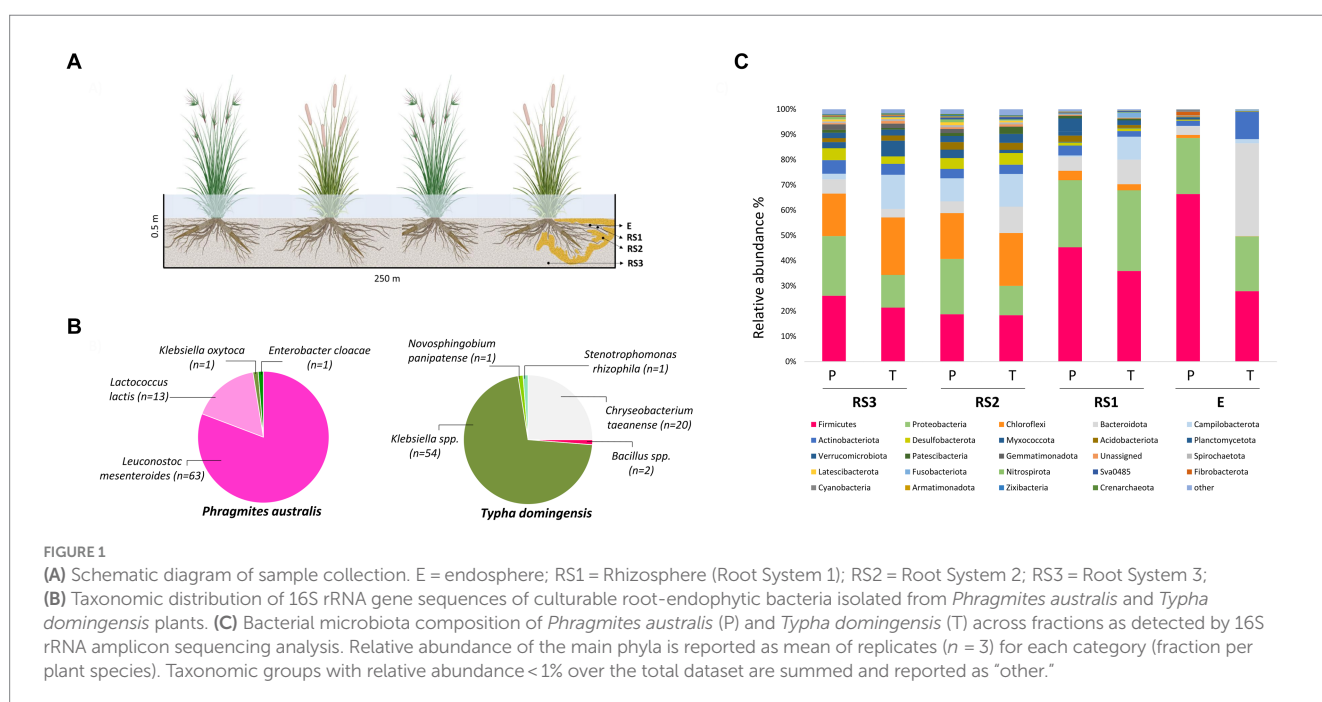 A
0.5 m
E
RS1
RS2
RS3
250 m
B
Klebsiella oxytoca
(n=1)
Enterobacter cloacae
(n=1)
Lactococcus
lactis (n=13)
Leuconostoc
mesenteroides (n=63)
Phragmites australis
Novosphingobium
panipatense (n=1)
Stenotrophomonas
rhizophila (n=1)
Chryseobacterium
taeanense (n=20)
Klebsiella spp.
(n=54)
Bacillus spp.
(n=2)
Typha domingensis
C
Relative abundance %
100%
90%
80%
70%
60%
50%
40%
30%
20%
10%
0%
P T P T P T P T
RS3 RS2 RS1 E
Firmicutes Proteobacteria Chloroflexi Bacteroidota Campilobacterota
Actinobacteriota Desulfobacterota Myxococcota Acidobacteriota Planctomycetota
Verrucomicrobiota Patescibacteria Gemmatimonadota Unassigned Spirochaetota
Latescibacterota Fusobacteriota Nitrospirota Sva0485 Fibrobacterota
Cyanobacteria Armatimonadota Zixibacteria Crenarchaeota other
FIGURE 1
(A) Schematic diagram of sample collection. E = endosphere; RS1 = Rhizosphere (Root System 1); RS2 = Root System 2; RS3 = Root System 3;
(B) Taxonomic distribution of 16S rRNA gene sequences of culturable root-endophytic bacteria isolated from Phragmites australis and Typha
domingensis plants. (C) Bacterial microbiota composition of Phragmites australis (P) and Typha domingensis (T) across fractions as detected by 16S
rRNA amplicon sequencing analysis. Relative abundance of the main phyla is reported as mean of replicates (n = 3) for each category (fraction per
plant species). Taxonomic groups with relative abundance < 1% over the total dataset are summed and reported as “other.”